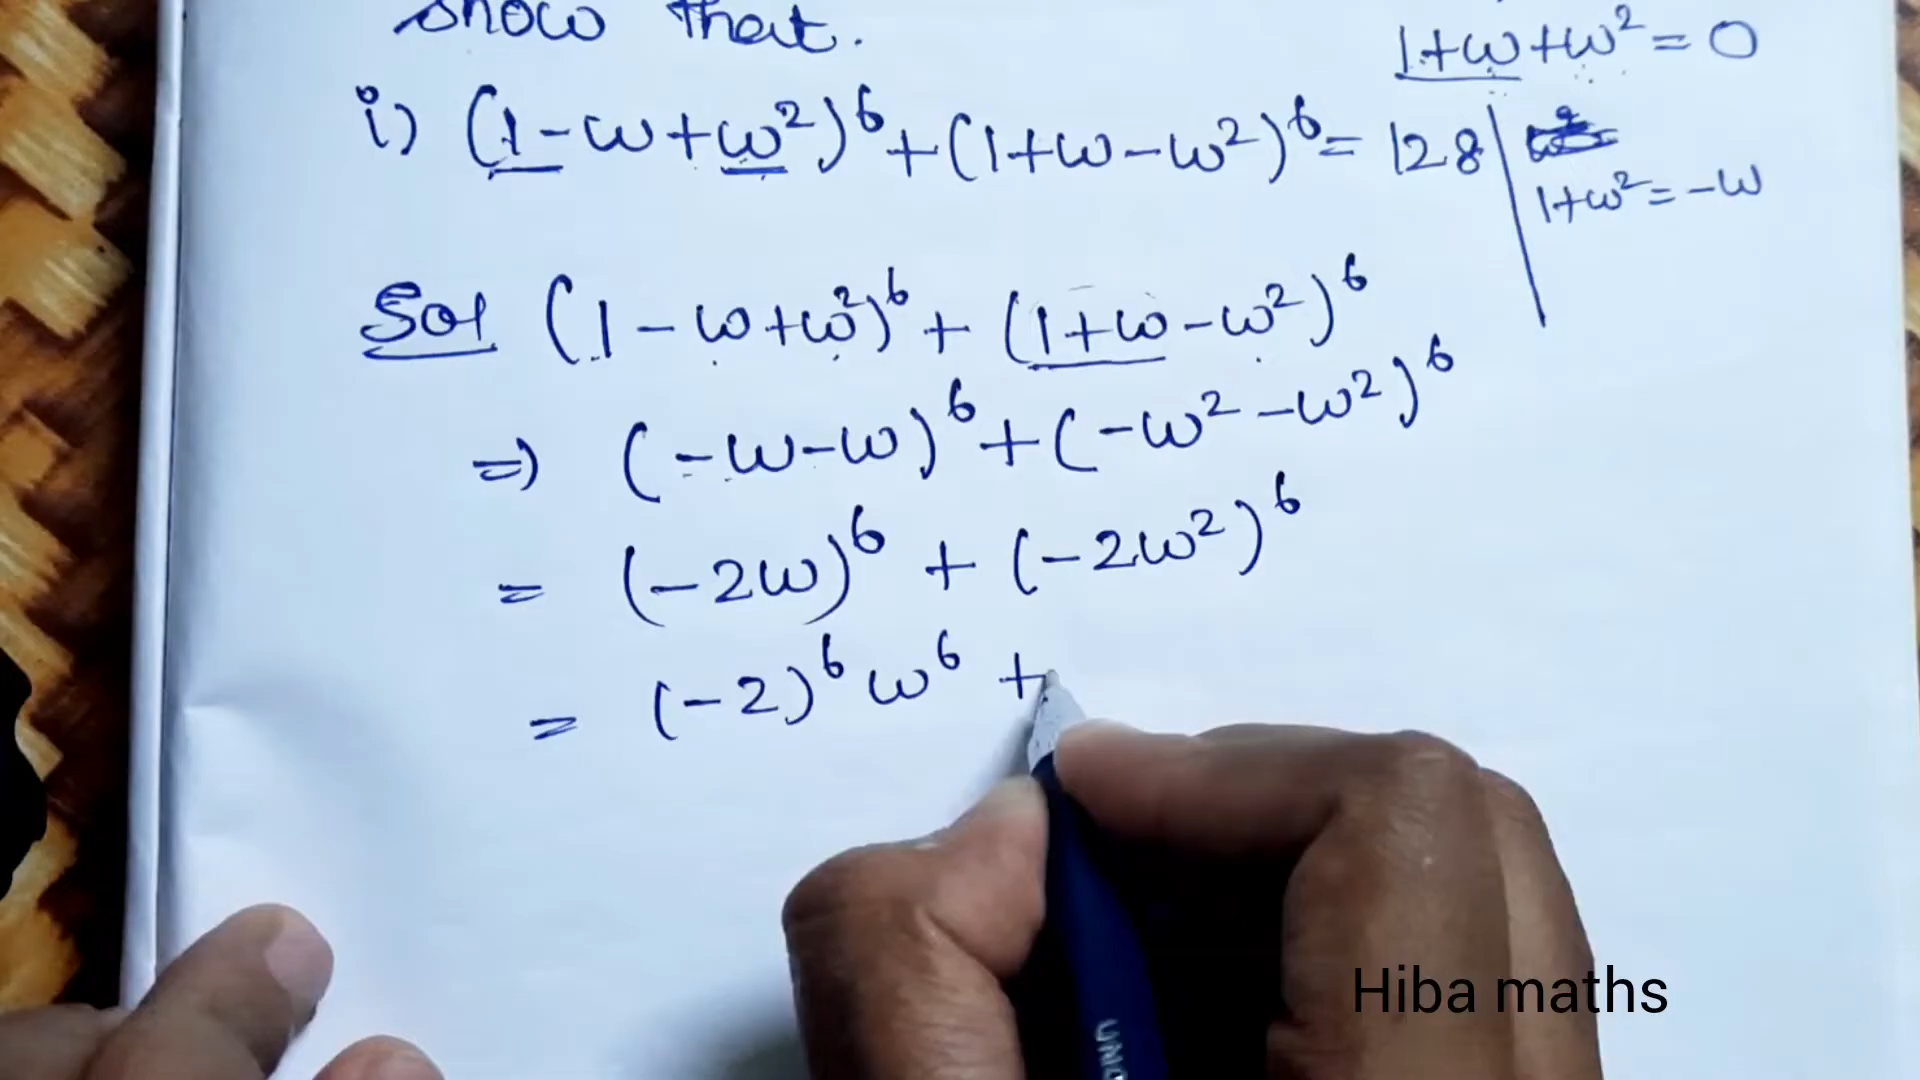 show that.
1+ω+ω²=0
i) (1-ω+ω²)⁶+(1+ω-ω²)⁶=128
1+ω²=-ω
Sol (1-ω+ω²)⁶+(1+ω-ω²)⁶
⇒ (-ω-ω)⁶+(-ω²-ω²)⁶
= (-2ω)⁶+(-2ω²)⁶
= (-2)⁶ω⁶+
Hiba maths